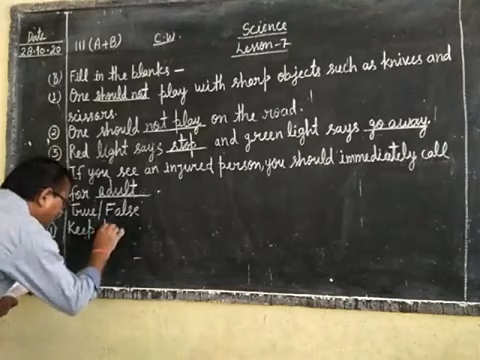 Date
28.10.20
III (A+B) C.W. Science
Lesson-7
(B) Fill in the blanks —
(1) One should not play with sharp objects such as knives and
sissors.
(2) One should not play on the road.
(3) Red light says stop and green light says go away.
If you see an injured person, you should immediately call
for adult.
True/False
Keep